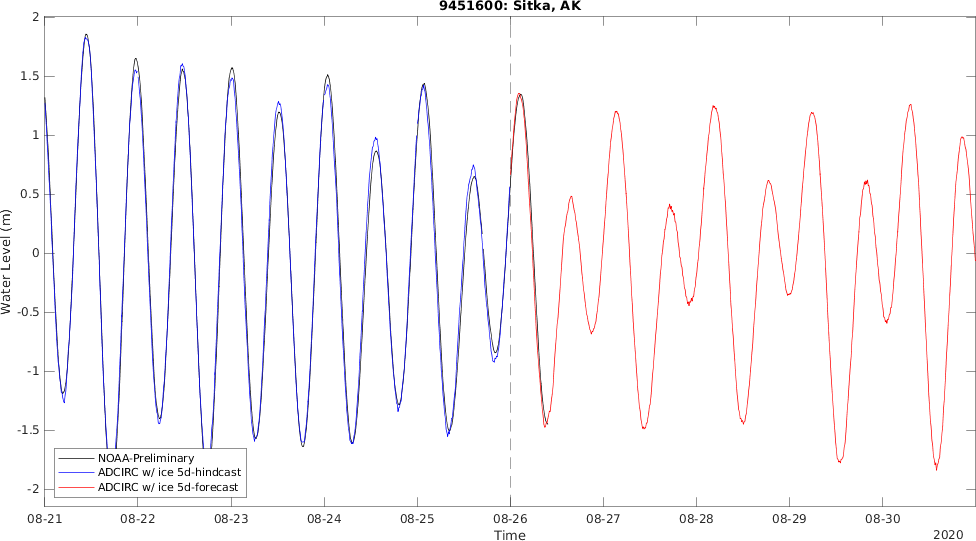 9451600: Sitka, AK
Water Level (m)
2
1.5
1
0.5
0
-0.5
-1
-1.5
-2
NOAA-Preliminary
ADCIRC w/ ice 5d-hindcast
ADCIRC w/ ice 5d-forecast
08-21 08-22 08-23 08-24 08-25 08-26 08-27 08-28 08-29 08-30
Time
2020